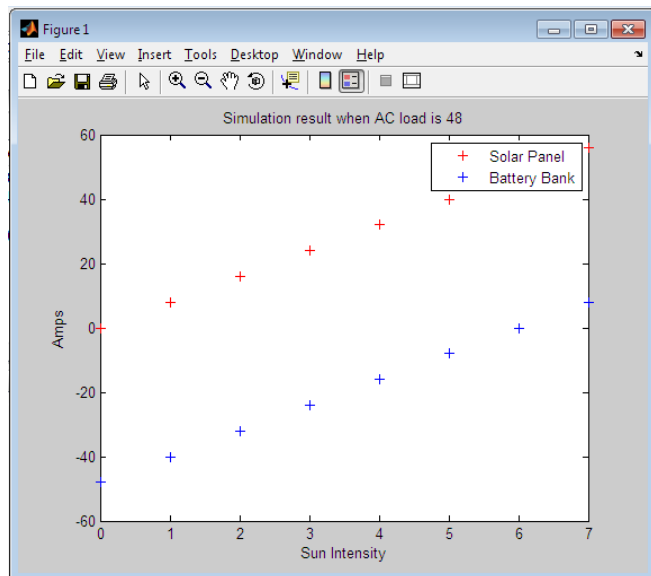 Figure 1
File Edit View Insert Tools Desktop Window Help
Simulation result when AC load is 48
Solar Panel
Battery Bank
60
40
20
0
-20
-40
-60
Amps
0 1 2 3 4 5 6 7
Sun Intensity